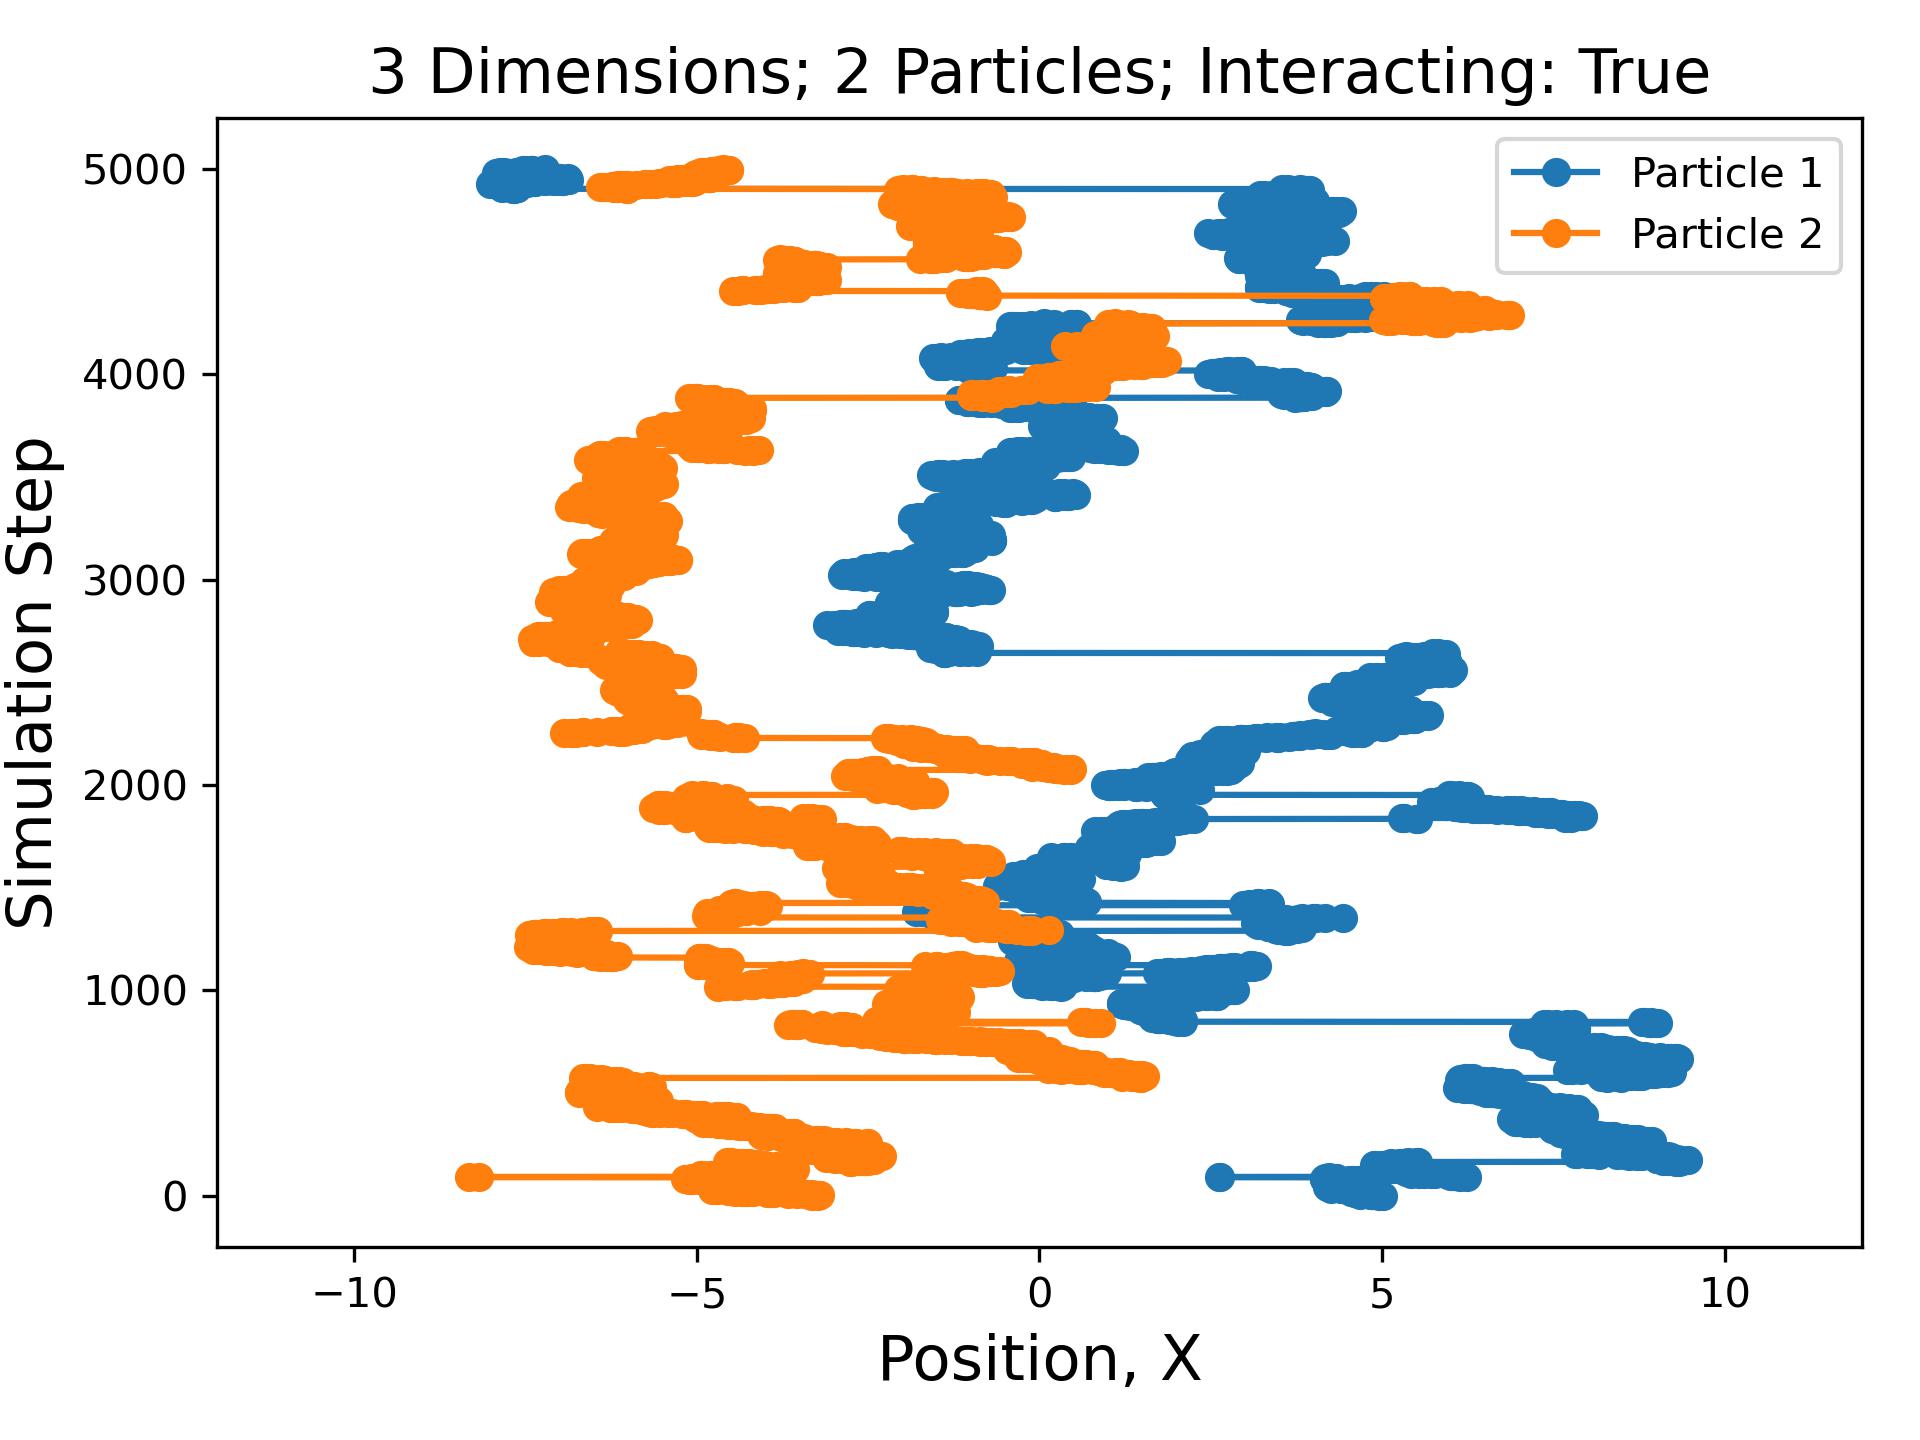 3 Dimensions; 2 Particles; Interacting: True
Particle 1
Particle 2
Simulation Step
5000
4000
3000
2000
1000
0
−10
−5
0
5
10
Position, X